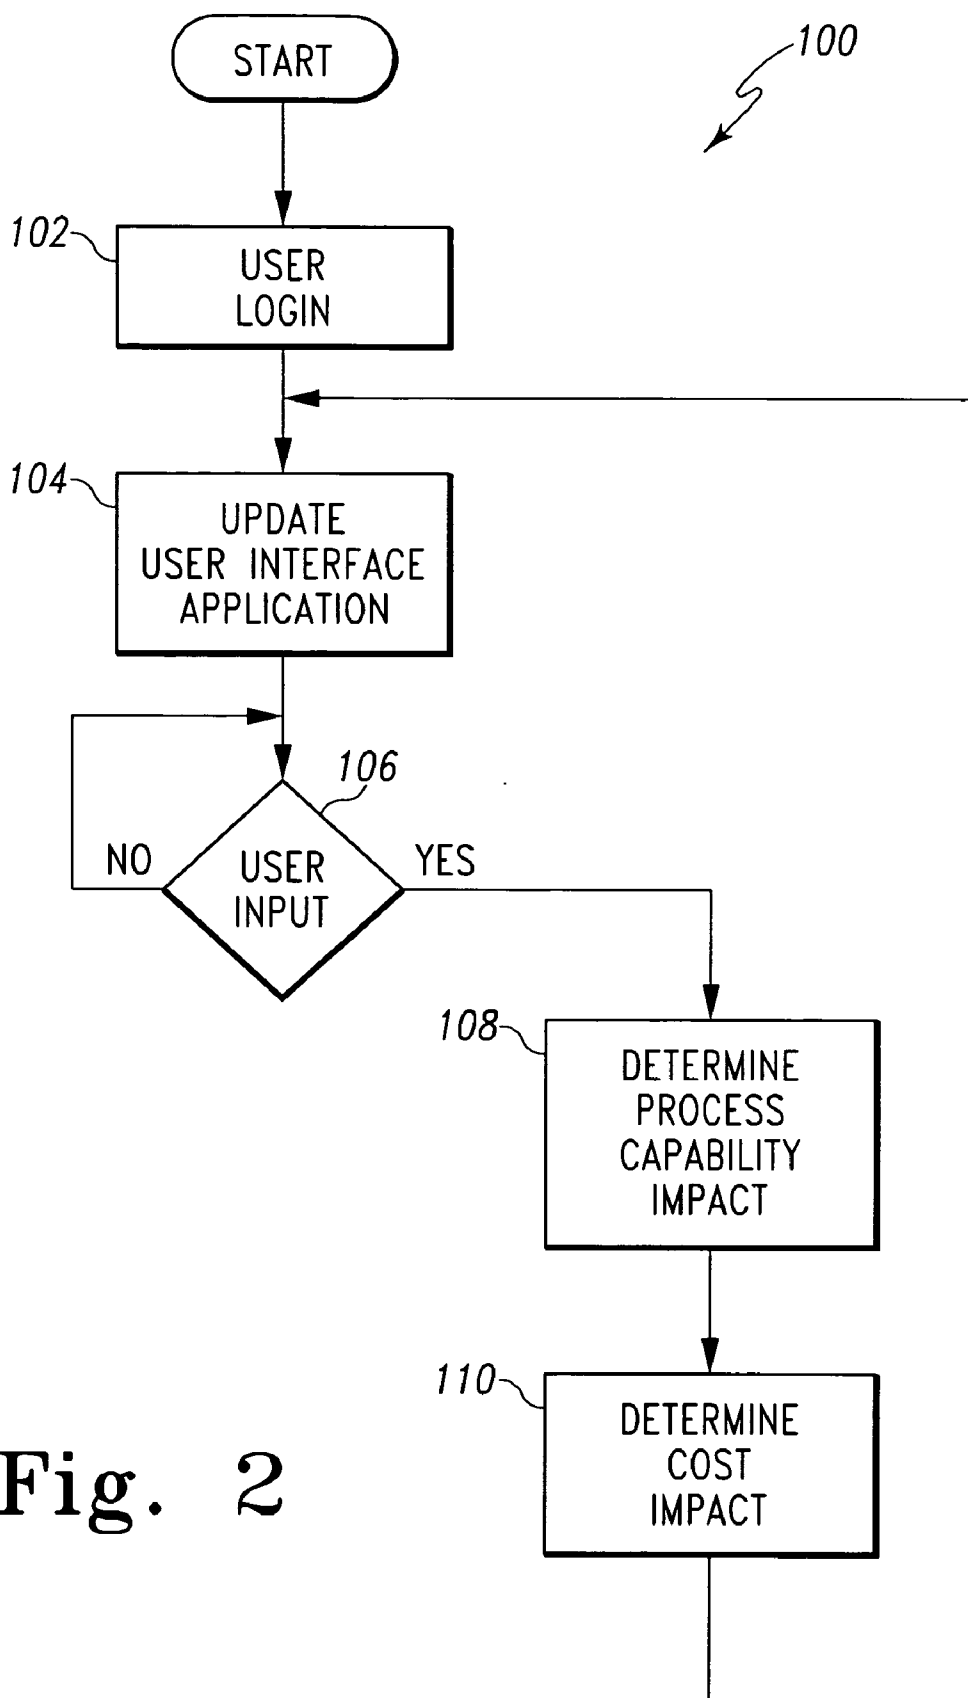 START
100
102
USER
LOGIN
104
UPDATE
USER INTERFACE
APPLICATION
106
NO
USER
INPUT
YES
108
DETERMINE
PROCESS
CAPABILITY
IMPACT
110
DETERMINE
COST
IMPACT
Fig. 2